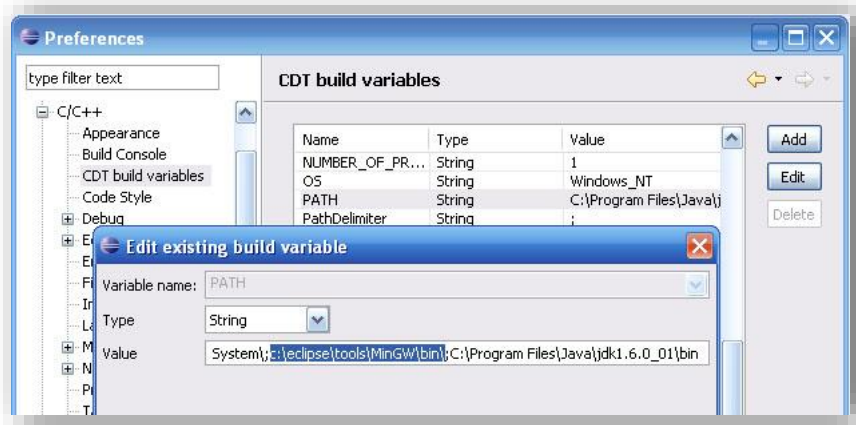 Preferences
type filter text
CDT build variables
C/C++
Appearance
Build Console
CDT build variables
Code Style
Debug
Name Type Value
NUMBER_OF_PR... String 1
OS String Windows_NT
PATH String C:\Program Files\Java\j
PathDelimiter String ;
Add
Edit
Delete
Edit existing build variable
Variable name: PATH
Type String
Value System\;c:\eclipse\tools\MinGW\bin\;C:\Program Files\Java\jdk1.6.0_01\bin